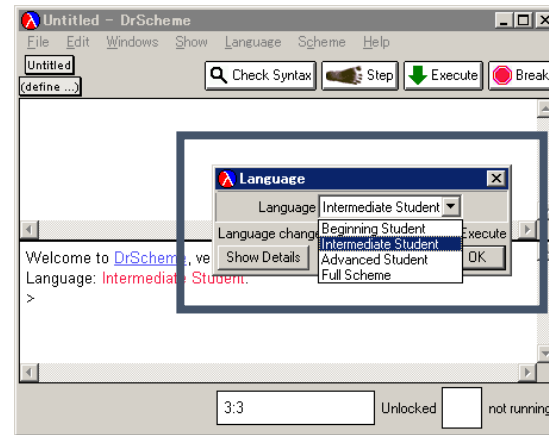 Untitled - DrScheme
File Edit Windows Show Language Scheme Help
Untitled
(define ...)
Check Syntax Step Execute Break
Language
Language Intermediate Student
Beginning Student
Intermediate Student
Advanced Student
Full Scheme
Language change Execute
Show Details OK
Welcome to DrScheme, ve
Language: Intermediate Student.
>
3:3 Unlocked not running